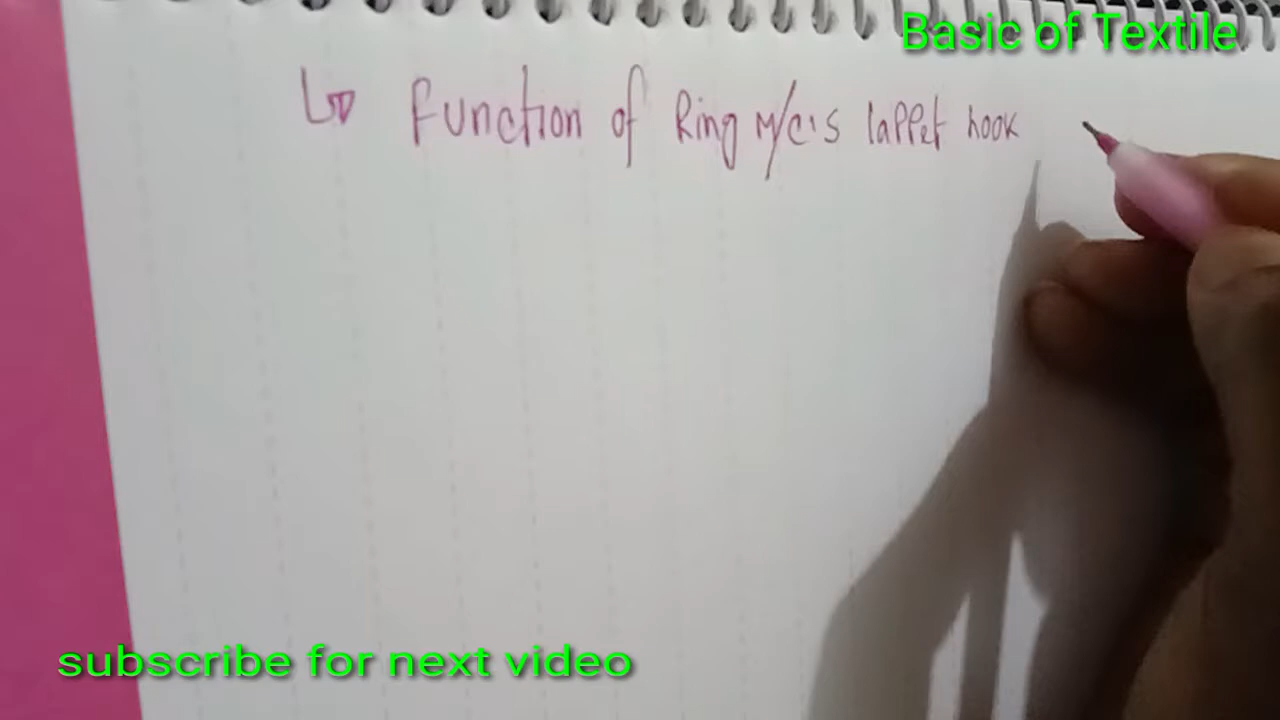 Basic of Textile
Function of Ring M/C's lappet hook
subscribe for next video